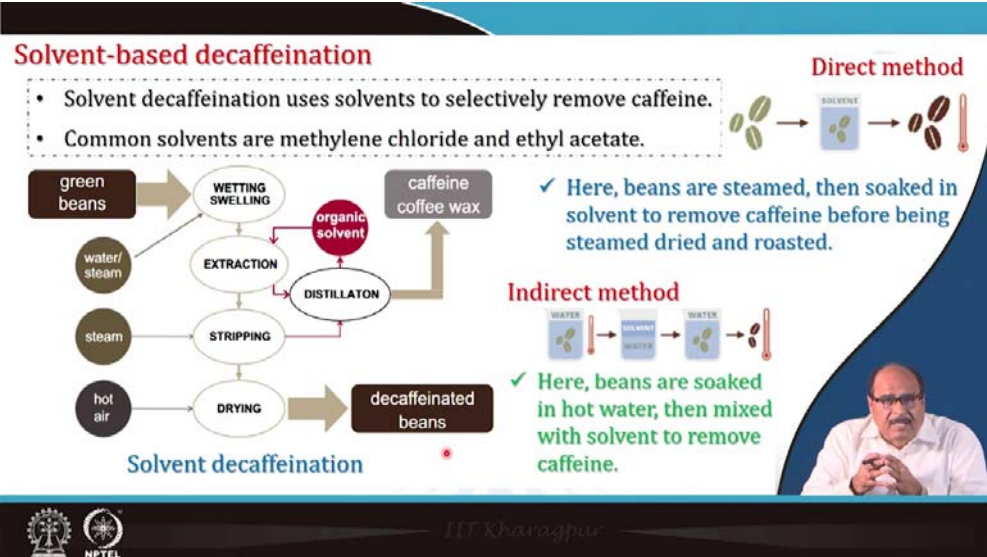 Solvent-based decaffeination
• Solvent decaffeination uses solvents to selectively remove caffeine.
• Common solvents are methylene chloride and ethyl acetate.
green
beans
WETTING
SWELLING
caffeine
coffee wax
organic
solvent
water/
steam
EXTRACTION
DISTILLATON
steam
STRIPPING
hot
air
DRYING
decaffeinated
beans
Solvent decaffeination
Direct method
SOLVENT
✓ Here, beans are steamed, then soaked in
solvent to remove caffeine before being
steamed dried and roasted.
Indirect method
WATER
SOLVENT
WATER
WATER
✓ Here, beans are soaked
in hot water, then mixed
with solvent to remove
caffeine.
NPTEL
IIT Kharagpur